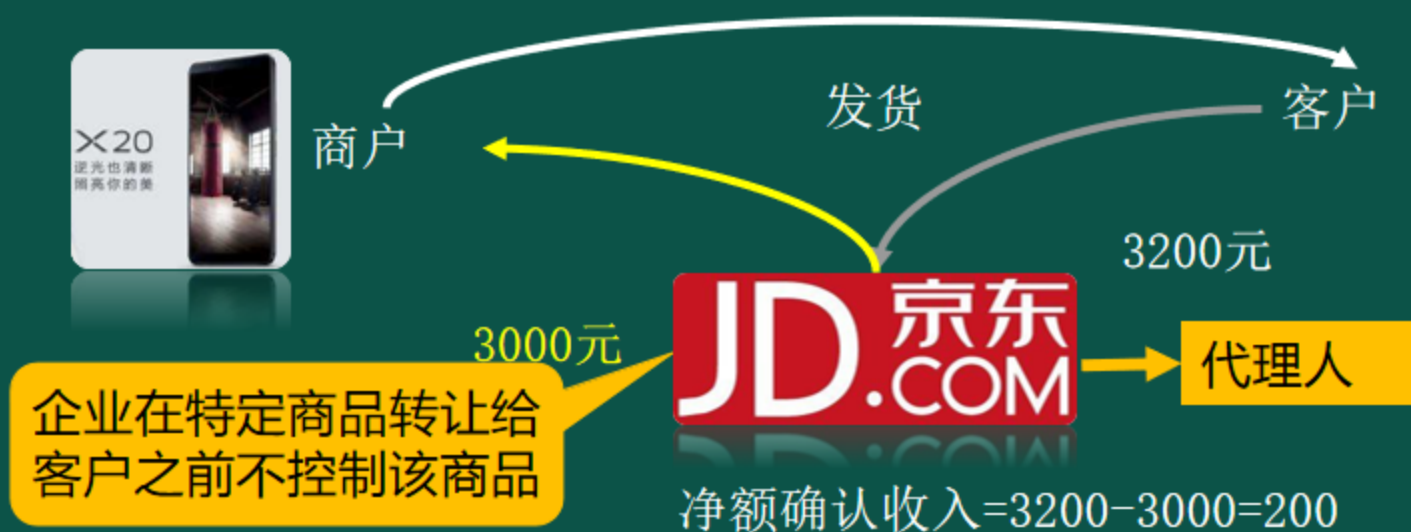 X20
逆光也清晰
照亮你的美
商户
发货
客户
3200元
3000元
JD.京东
.COM
代理人
企业在特定商品转让给
客户之前不控制该商品
净额确认收入=3200-3000=200